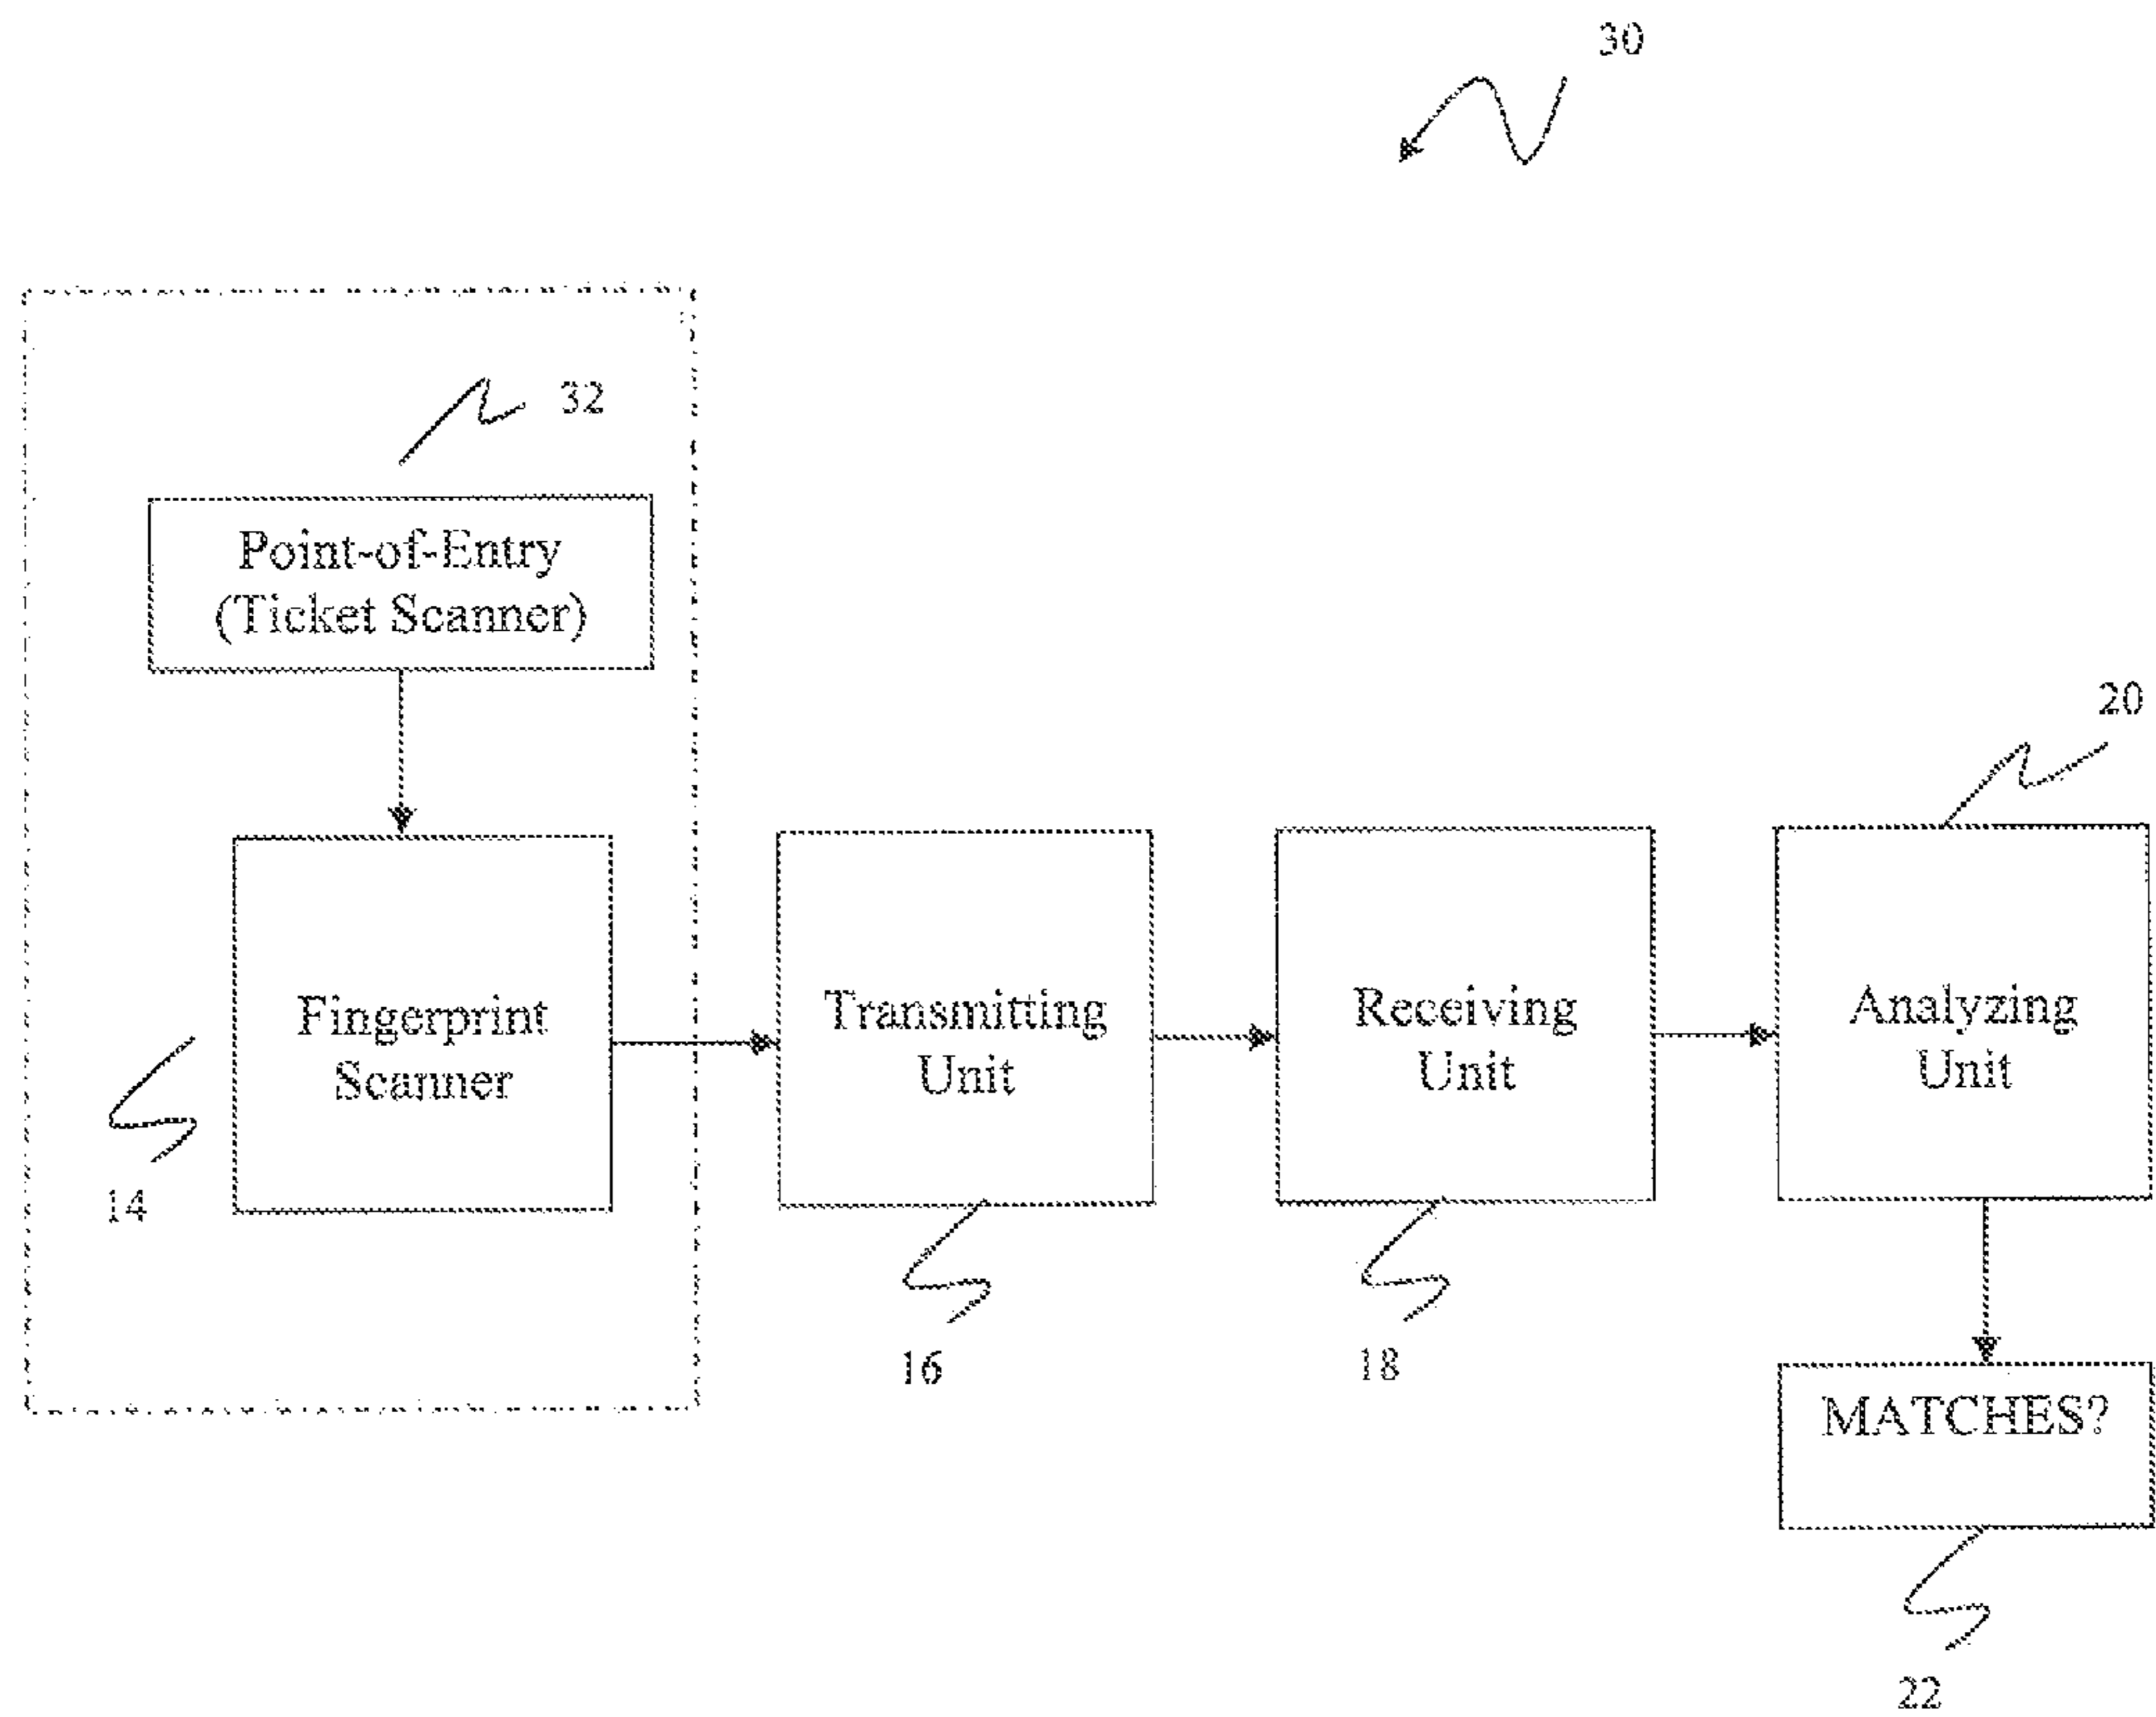 30
32
Point-of-Entry
(Ticket Scanner)
20
Fingerprint
Scanner
Transmitting
Unit
Receiving
Unit
Analyzing
Unit
14
16
18
MATCHES?
22